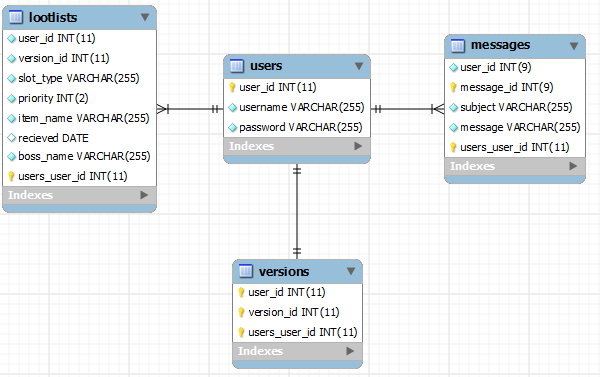 lootlists
user_id INT(11)
version_id INT(11)
slot_type VARCHAR(255)
priority INT(2)
item_name VARCHAR(255)
recieved DATE
boss_name VARCHAR(255)
users_user_id INT(11)
Indexes
users
user_id INT(11)
username VARCHAR(255)
password VARCHAR(255)
Indexes
messages
user_id INT(9)
message_id INT(9)
subject VARCHAR(255)
message VARCHAR(255)
users_user_id INT(11)
Indexes
versions
user_id INT(11)
version_id INT(11)
users_user_id INT(11)
Indexes